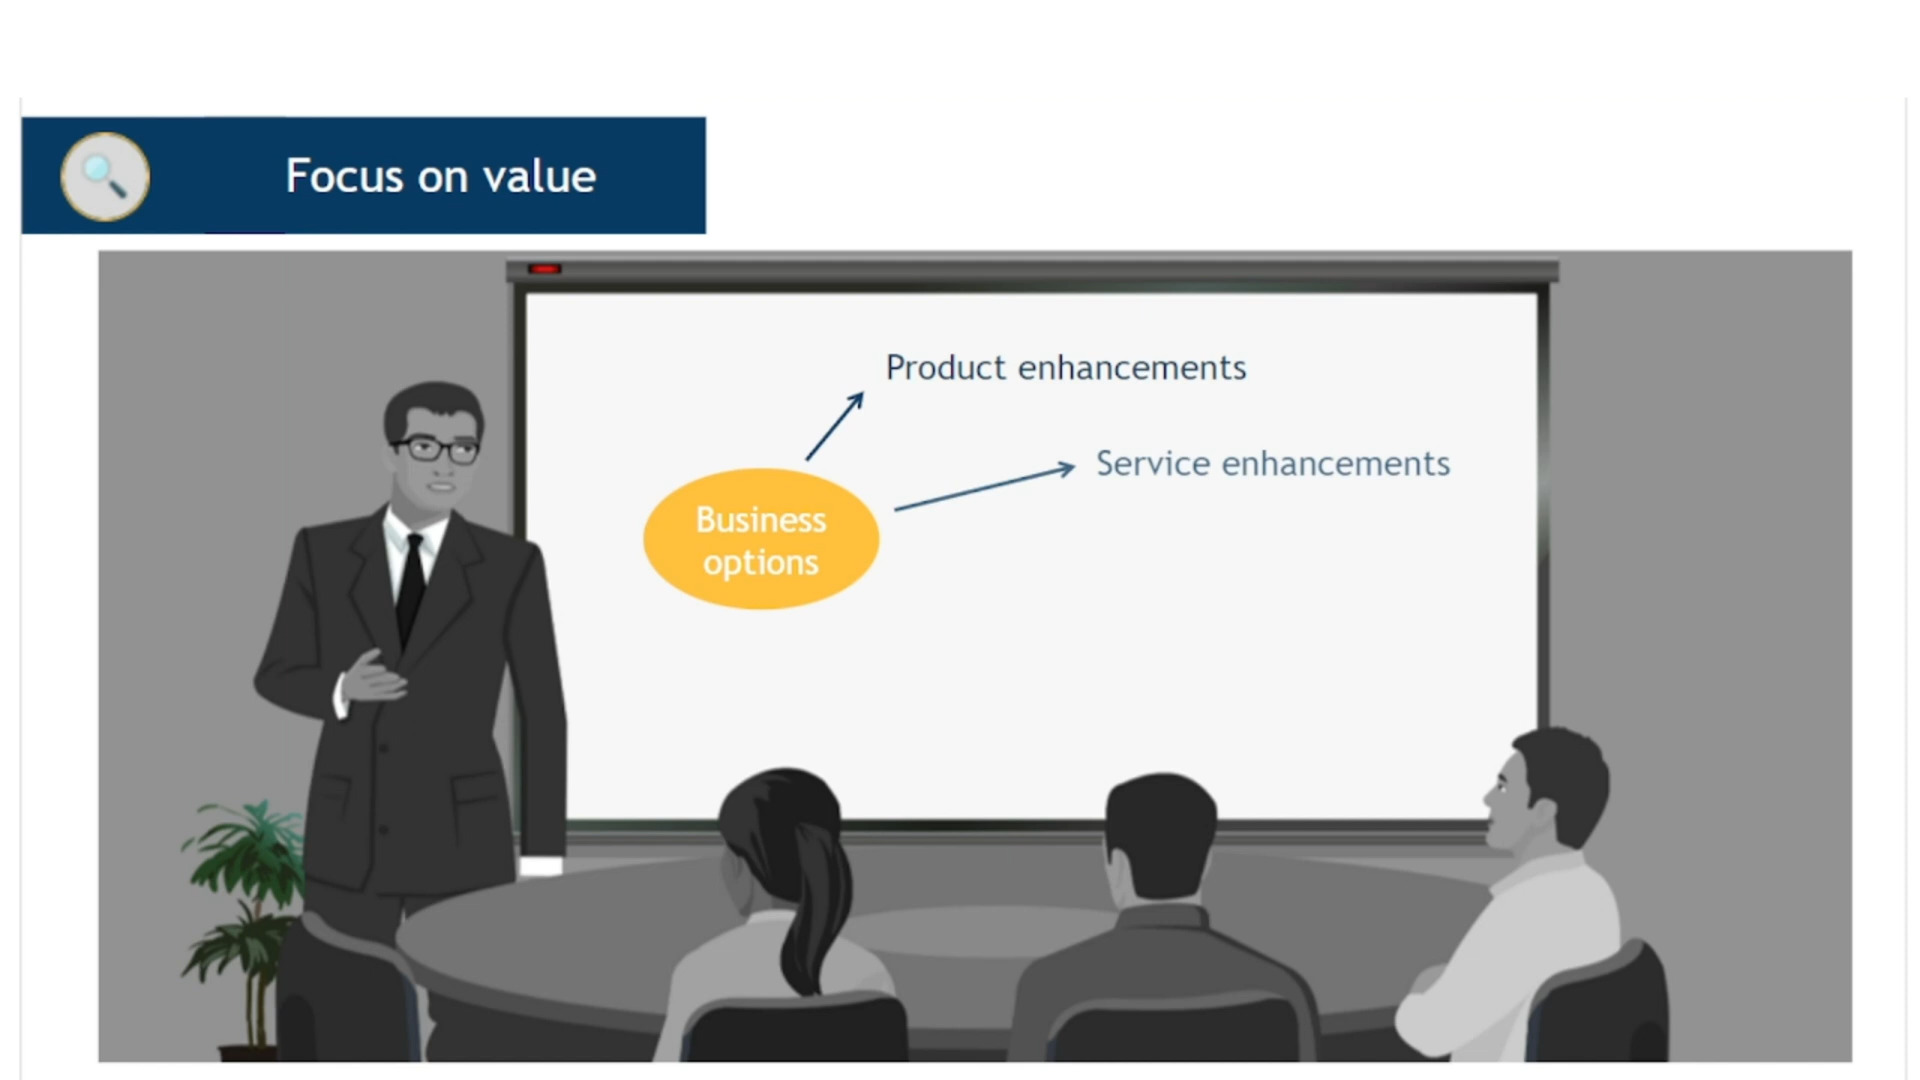 Focus on value
Product enhancements
Service enhancements
Business
options